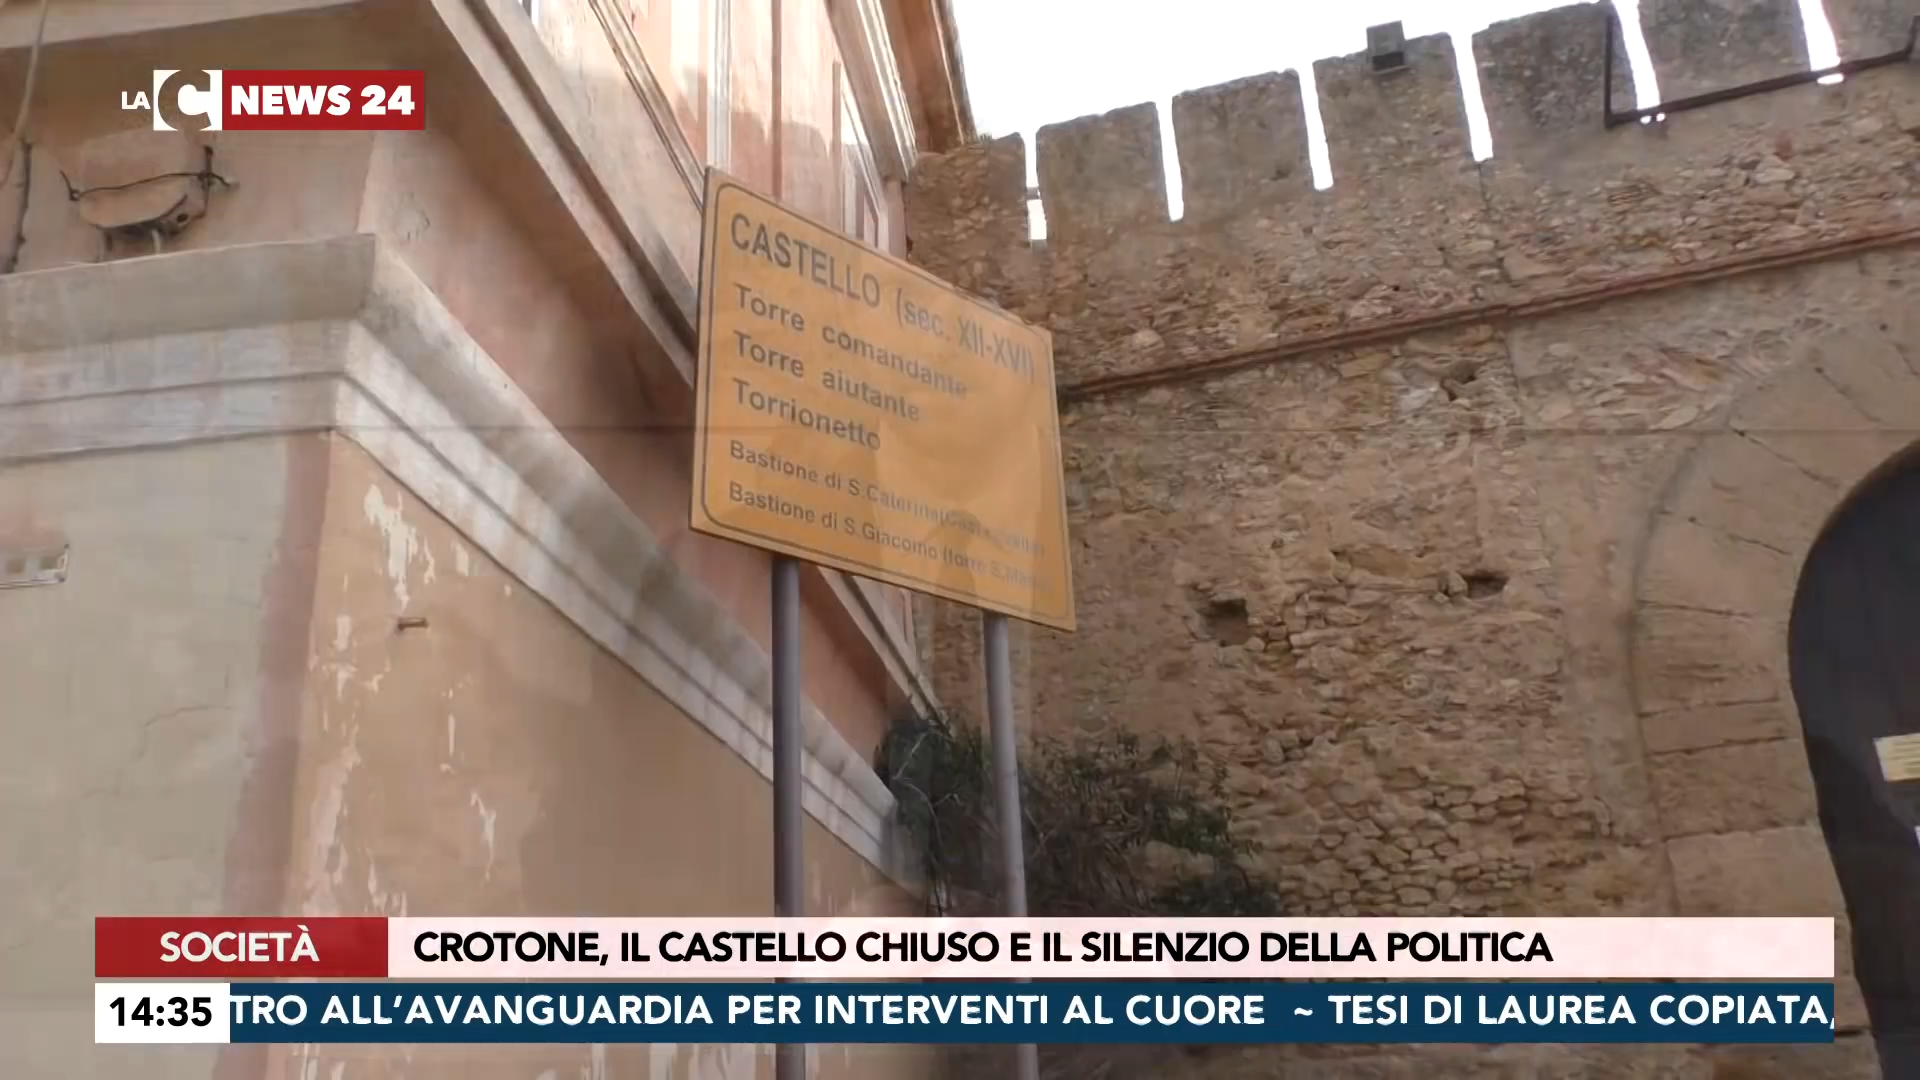 LA C NEWS 24
CASTELLO (sec. XII-XVI)
Torre comandante
Torre aiutante
Torrionetto
Bastione di S.Caterina
Bastione di S.Giacomo (torre
SOCIETÀ
CROTONE, IL CASTELLO CHIUSO E IL SILENZIO DELLA POLITICA
14:35
TRO ALL'AVANGUARDIA PER INTERVENTI AL CUORE ~ TESI DI LAUREA COPIATA,